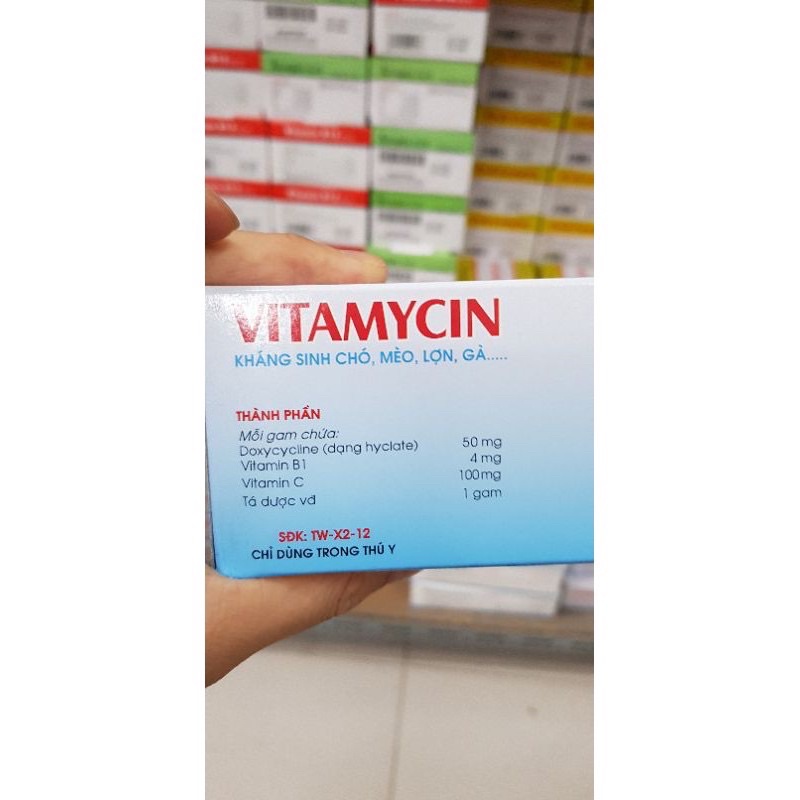 VITAMYCIN
KHÁNG SINH CHÓ, MÈO, LỢN, GÀ.....
THÀNH PHẦN
Mỗi gam chứa:
Doxycycline (dạng hyclate) 50 mg
Vitamin B1 4 mg
Vitamin C 100mg
Tá dược vđ 1 gam
SĐK: TW-X2-12
CHỈ DÙNG TRONG THÚ Y